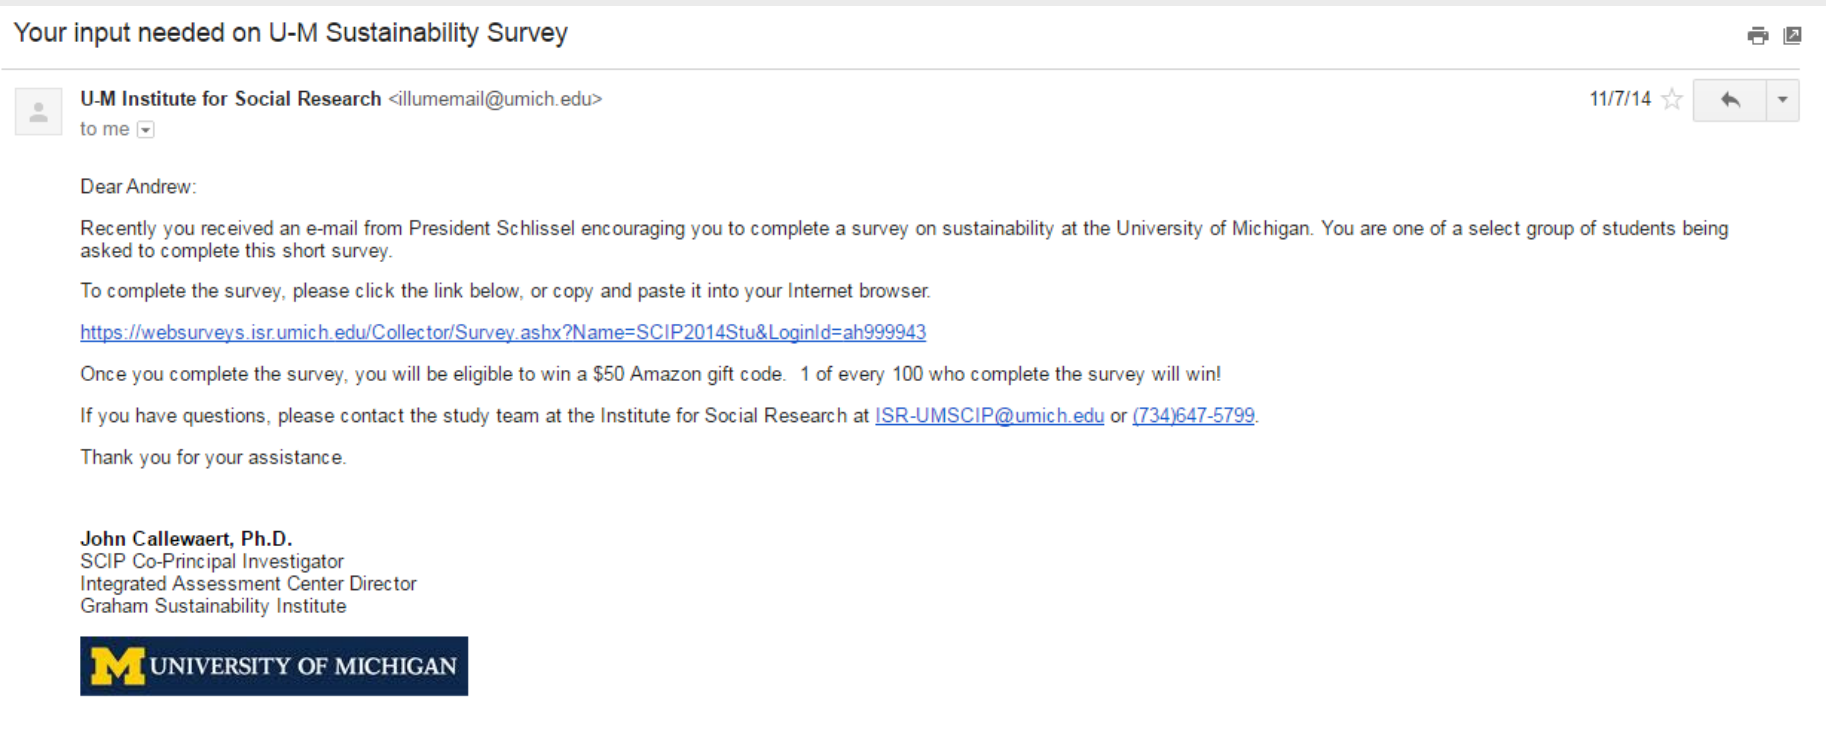 Your input needed on U-M Sustainability Survey
U-M Institute for Social Research <illumemail@umich.edu>
11/7/14
to me
Dear Andrew:
Recently you received an e-mail from President Schlissel encouraging you to complete a survey on sustainability at the University of Michigan. You are one of a select group of students being
asked to complete this short survey.
To complete the survey, please click the link below, or copy and paste it into your Internet browser.
https://websurveys.isr.umich.edu/Collector/Survey.ashx?Name=SCIP2014Stu&LoginId=ah999943
Once you complete the survey, you will be eligible to win a $50 Amazon gift code.  1 of every 100 who complete the survey will win!
If you have questions, please contact the study team at the Institute for Social Research at ISR-UMSCIP@umich.edu or (734)647-5799.
Thank you for your assistance.
John Callewaert, Ph.D.
SCIP Co-Principal Investigator
Integrated Assessment Center Director
Graham Sustainability Institute
M UNIVERSITY OF MICHIGAN